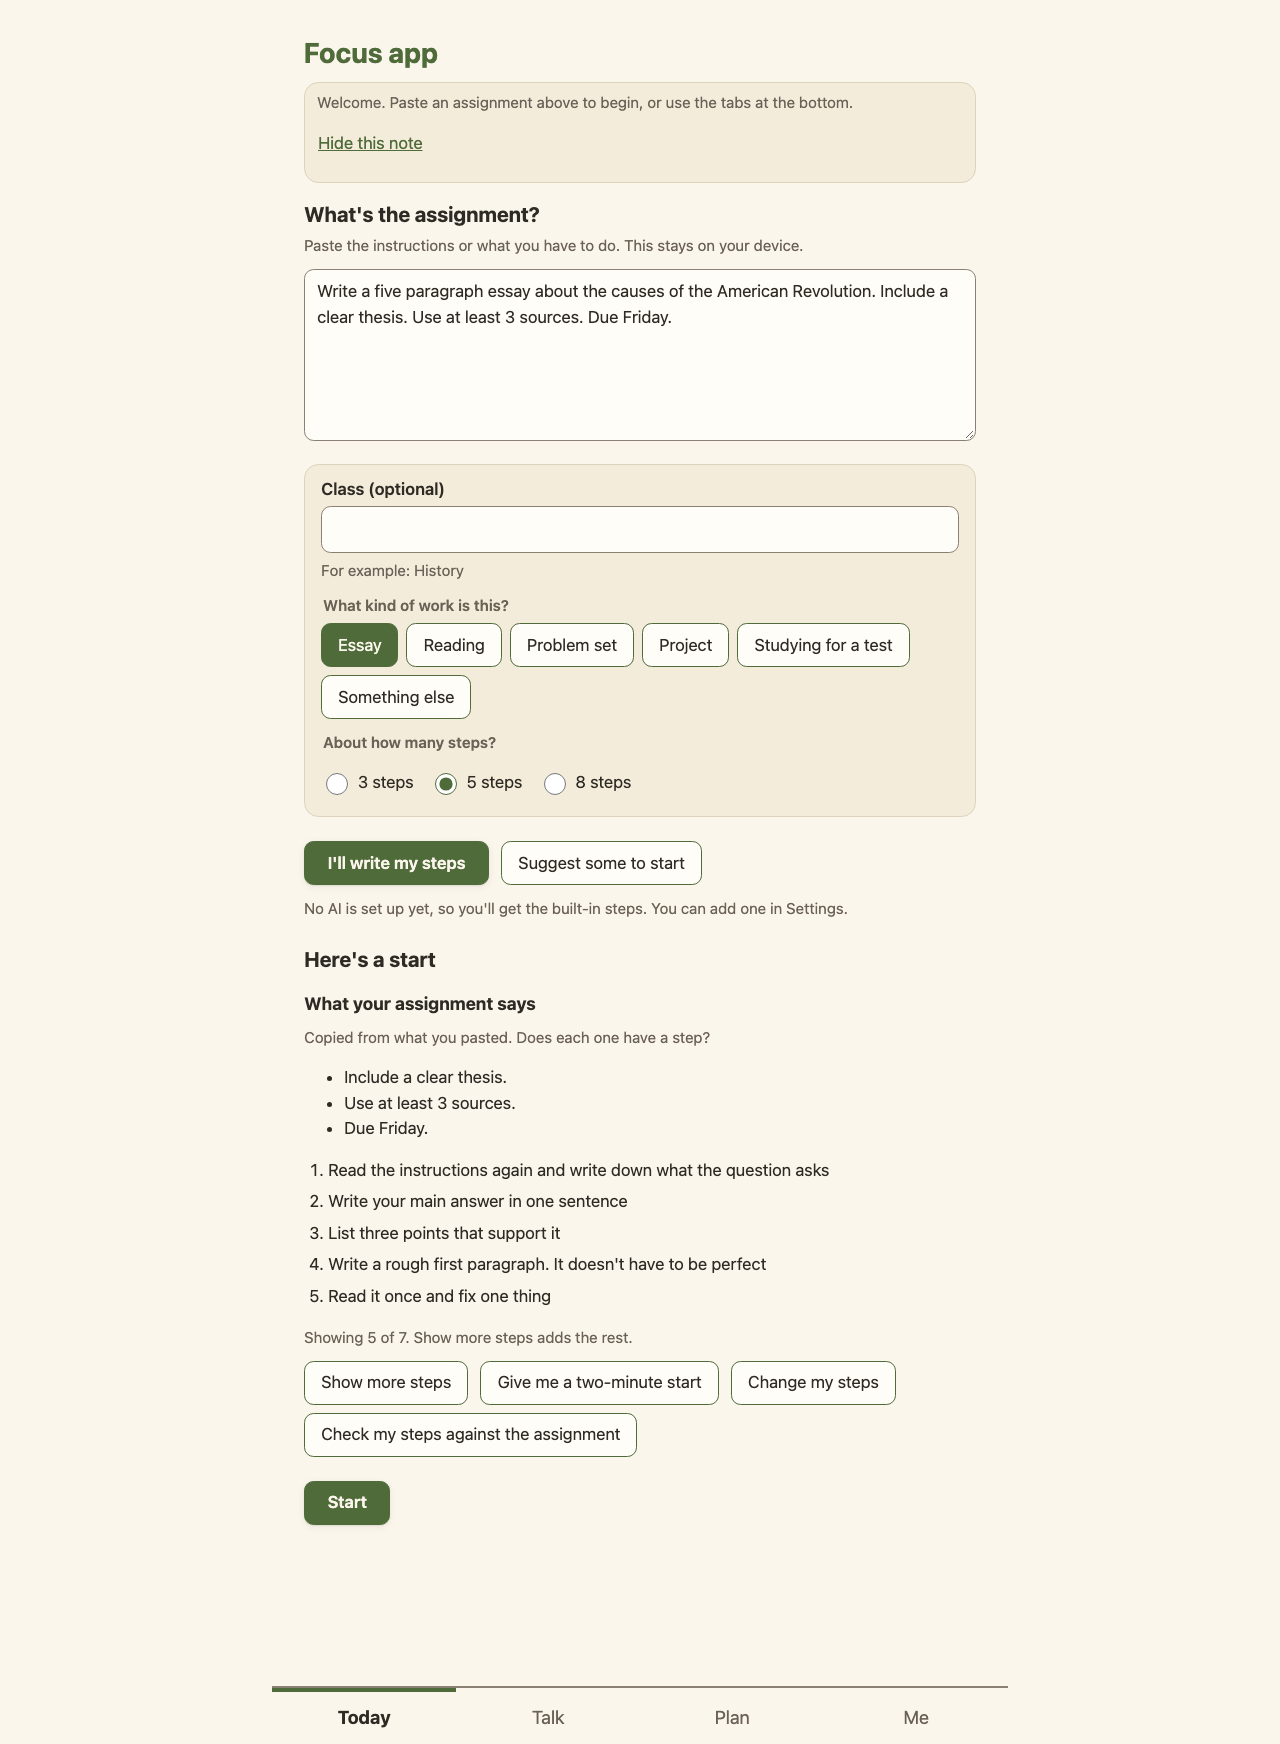 Focus app
Welcome. Paste an assignment above to begin, or use the tabs at the bottom.
Hide this note
What's the assignment?
Paste the instructions or what you have to do. This stays on your device.
Write a five paragraph essay about the causes of the American Revolution. Include a
clear thesis. Use at least 3 sources. Due Friday.
Class (optional)
For example: History
What kind of work is this?
Essay Reading Problem set Project Studying for a test
Something else
About how many steps?
3 steps 5 steps 8 steps
I'll write my steps Suggest some to start
No AI is set up yet, so you'll get the built-in steps. You can add one in Settings.
Here's a start
What your assignment says
Copied from what you pasted. Does each one have a step?
• Include a clear thesis.
• Use at least 3 sources.
• Due Friday.
1. Read the instructions again and write down what the question asks
2. Write your main answer in one sentence
3. List three points that support it
4. Write a rough first paragraph. It doesn't have to be perfect
5. Read it once and fix one thing
Showing 5 of 7. Show more steps adds the rest.
Show more steps Give me a two-minute start Change my steps
Check my steps against the assignment
Start
Today Talk Plan Me